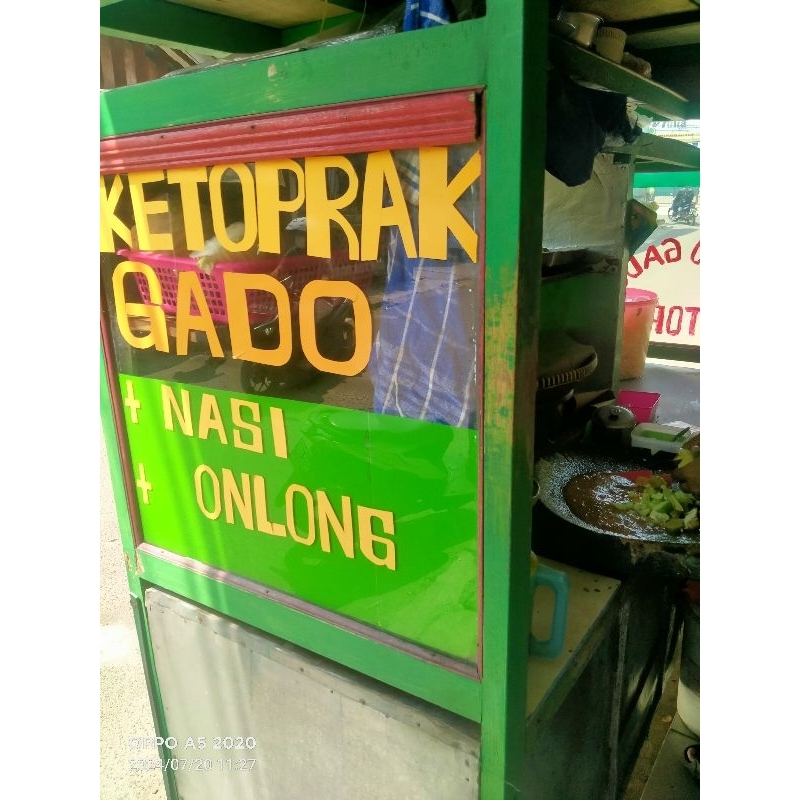 KETOPRAK
GADO
+ NASI
+ ONLONG
OPPO A5 2020
2024/07/20 11:27